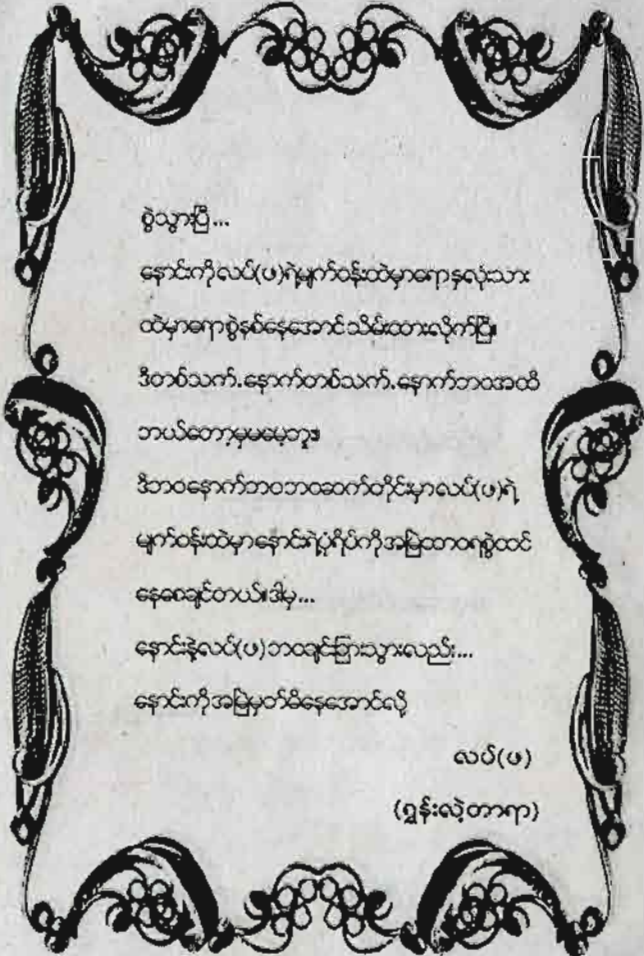 စွဲသွားပြီ...
နောင်းကိုလပ်(ဖ)ရဲ့မျက်ဝန်းထဲမှာရောနှလုံးသား
ထဲမှာရောစွဲနစ်နေအောင်သိမ်းထားလိုက်ပြီ။
ဒီတစ်သက်.နောက်တစ်သက်.နောက်ဘဝအထိ
ဘယ်တော့မှမမေ့ဘူး။
ဒီဘဝနောက်ဘဝဘဝဆက်တိုင်းမှာလပ်(ဖ)ရဲ့
မျက်ဝန်းထဲမှာနောင်းရဲ့ပုံရိပ်ကိုအမြဲထာဝရစွဲထင်
နေစေချင်တယ်။ဒါမှ...
နောင်းနဲ့လပ်(ဖ)ဘဝချင်းခြားသွားလည်း...
နောင်းကိုအမြဲမှတ်မိနေအောင်လို့
လပ်(ဖ)
(ရွှန်းလဲ့တာရာ)